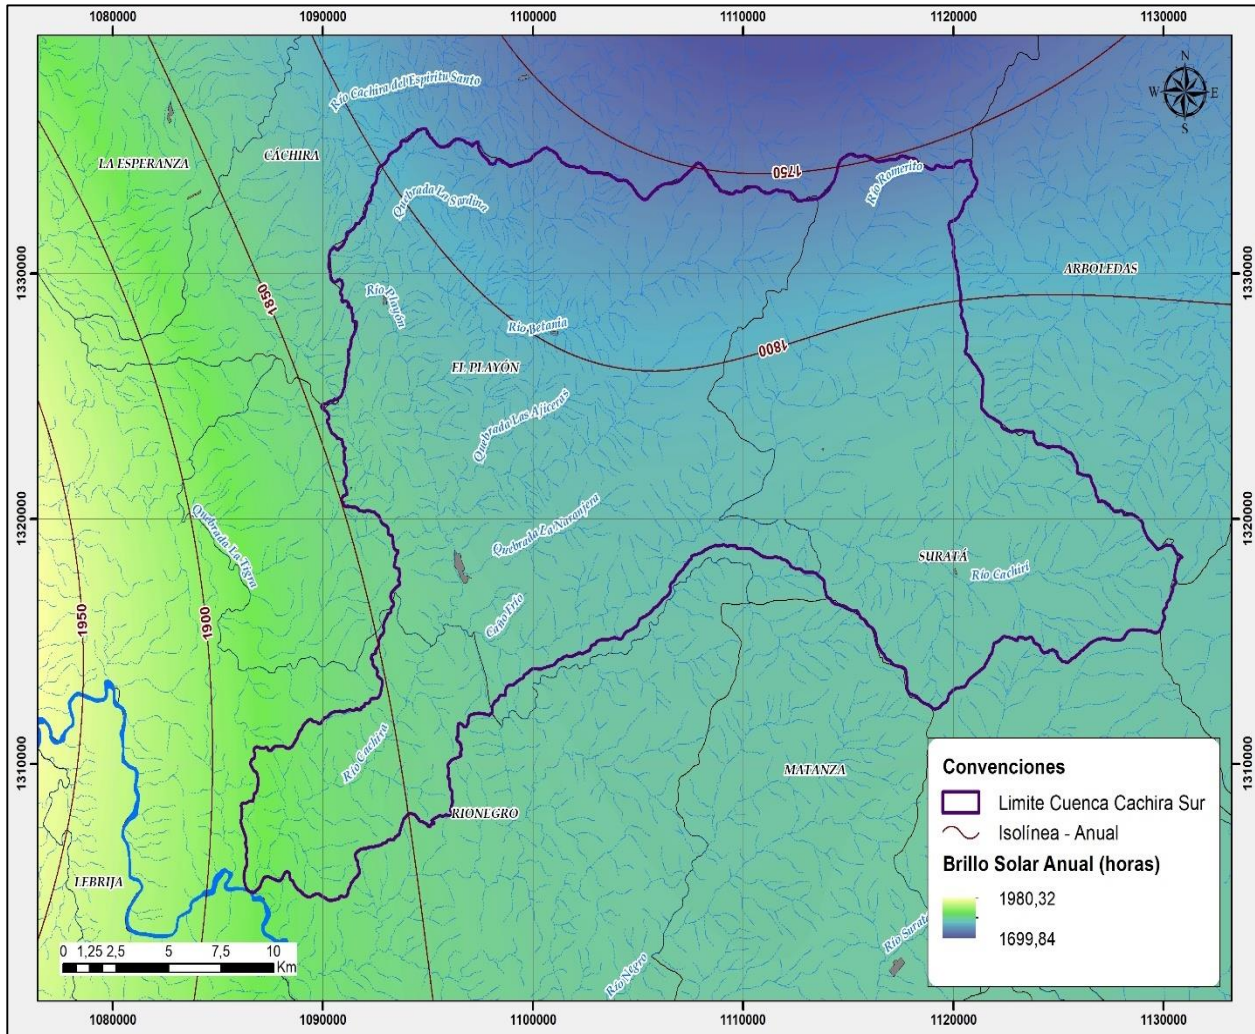 1080000 1090000 1100000 1110000 1120000 1130000
N
W E
S
Río Cachira del Espiritu Santo
LA ESPERANZA
CÁCHIRA
1750
Río Romerito
Quebrada La Sardina
1330000
1330000
ARBOLEDAS
1850
Río Playón
Río Betania
1800
EL PLAYÓN
Quebrada Las Ajiceras
1320000
1320000
Quebrada La Tigra
Quebrada La Naranjera
SURATÁ
Río Cachirí
1950
1900
Caño Frío
1310000
1310000
Río Cachira
MATANZA
RIONEGRO
LEBRIJA
Río Negro
Río Surata
Convenciones
Limite Cuenca Cachira Sur
Isolínea - Anual
Brillo Solar Anual (horas)
1980,32
1699,84
0 1,25 2,5 5 7,5 10
Km
1080000 1090000 1100000 1110000 1120000 1130000